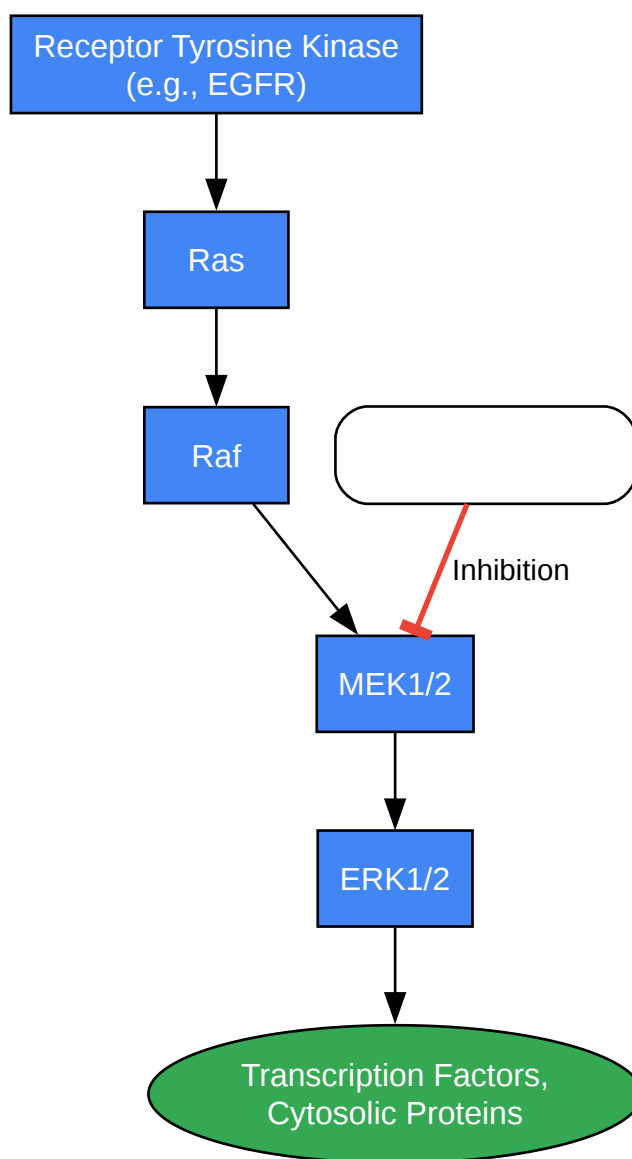 Receptor Tyrosine Kinase
(e.g., EGFR)
Ras
Raf
Inhibition
MEK1/2
ERK1/2
Transcription Factors,
Cytosolic Proteins